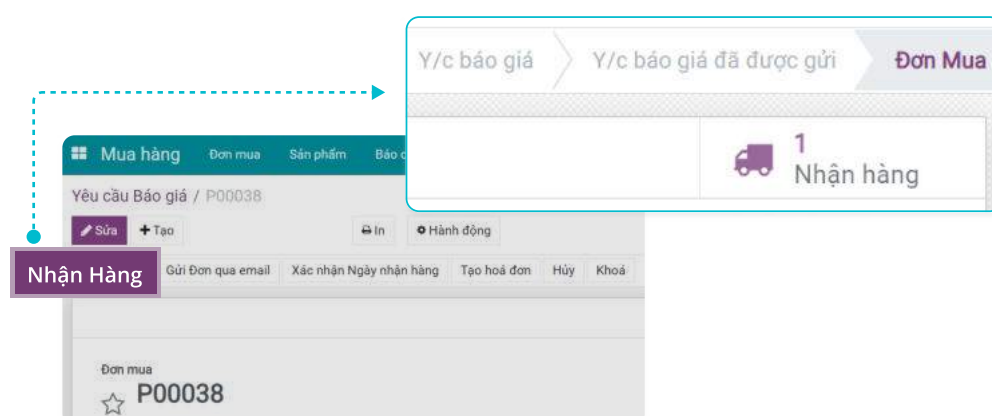 Y/c báo giá
Y/c báo giá đã được gửi
Đơn Mua
1
Nhận hàng
Mua hàng
Đơn mua
Sản phẩm
Báo
Yêu cầu Báo giá / P00038
Sửa
Tạo
In
Hành động
Nhận Hàng
Gửi Đơn qua email
Xác nhận Ngày nhận hàng
Tạo hoá đơn
Hủy
Khoá
Đơn mua
P00038